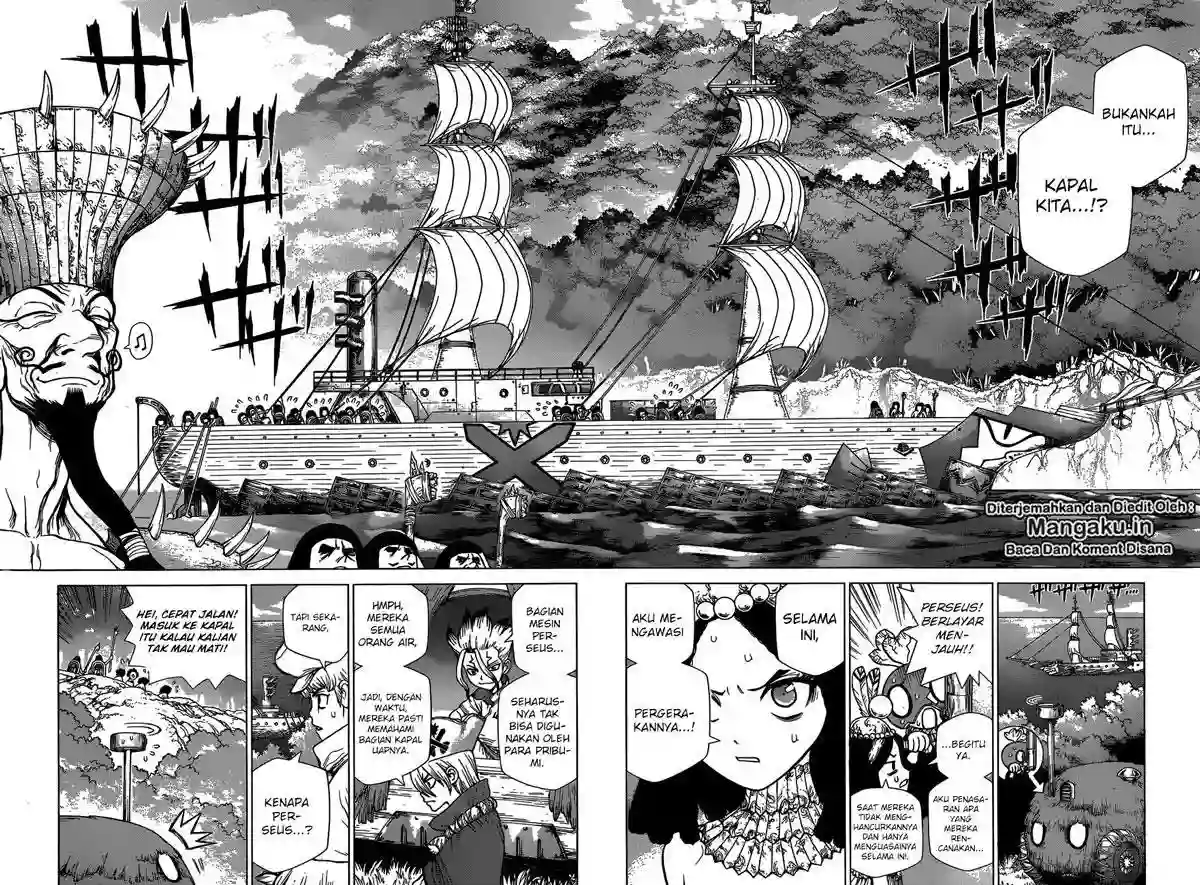 BUKANKAH
ITU...
KAPAL
KITA...!?
Diterjemahkan dan Diedit Oleh :
Mangaku.in
Baca Dan Koment Disana
PERSEUS!
BERLAYAR
MEN-
JAUH!!
...BEGITU
YA.
AKU PENASA-
RAN APA
YANG
MEREKA
REN-
CANAKAN.
SAAT MEREKA
TIDAK MENG-
HANCURKANNYA
DAN HANYA
MENGUASAINYA
SELAMA INI.
SELAMA
INI,
AKU ME-
NGAWASI
PERGERA-
KANNYA...!
BAGIAN
MESIN
PER-
SEUS...
SEHARUS-
NYA TAK
BISA DIGU-
NAKAN OLEH
PARA PRIBU-
MI.
HMPH,
MEREKA
SEMUA
ORANG AIR,
JADI, DENGAN
WAKTU,
MEREKA PASTI
MEMAHAMI
BAGIAN KAPAL
UAPNYA.
TAPI SEKA-
RANG,
KENAPA
PER-
SEUS...?
HEI, CEPAT JALAN!
MASUK KE KAPAL
ITU KALAU KALIAN
TAK MAU MATI!